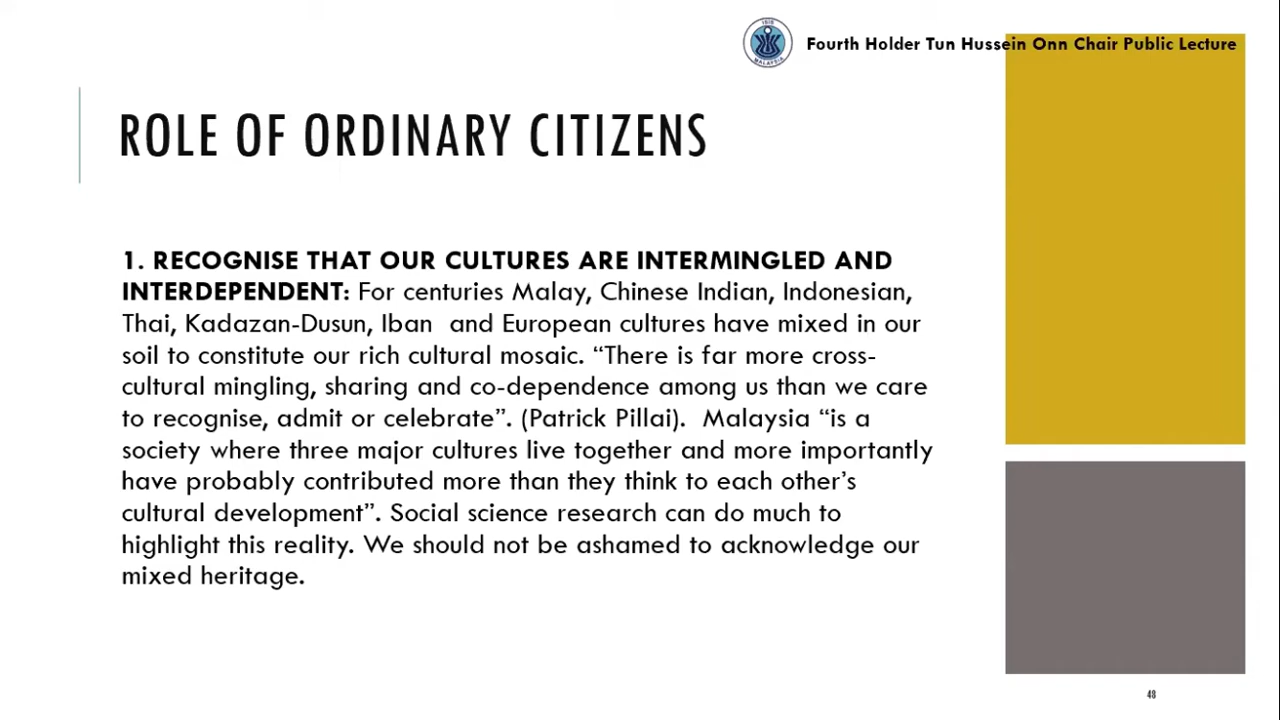 ISIS
MALAYSIA
Fourth Holder Tun Hussein Onn Chair Public Lecture
ROLE OF ORDINARY CITIZENS
1. RECOGNISE THAT OUR CULTURES ARE INTERMINGLED AND
INTERDEPENDENT: For centuries Malay, Chinese Indian, Indonesian,
Thai, Kadazan-Dusun, Iban  and European cultures have mixed in our
soil to constitute our rich cultural mosaic. “There is far more cross-
cultural mingling, sharing and co-dependence among us than we care
to recognise, admit or celebrate”. (Patrick Pillai).  Malaysia “is a
society where three major cultures live together and more importantly
have probably contributed more than they think to each other’s
cultural development”. Social science research can do much to
highlight this reality. We should not be ashamed to acknowledge our
mixed heritage.
48